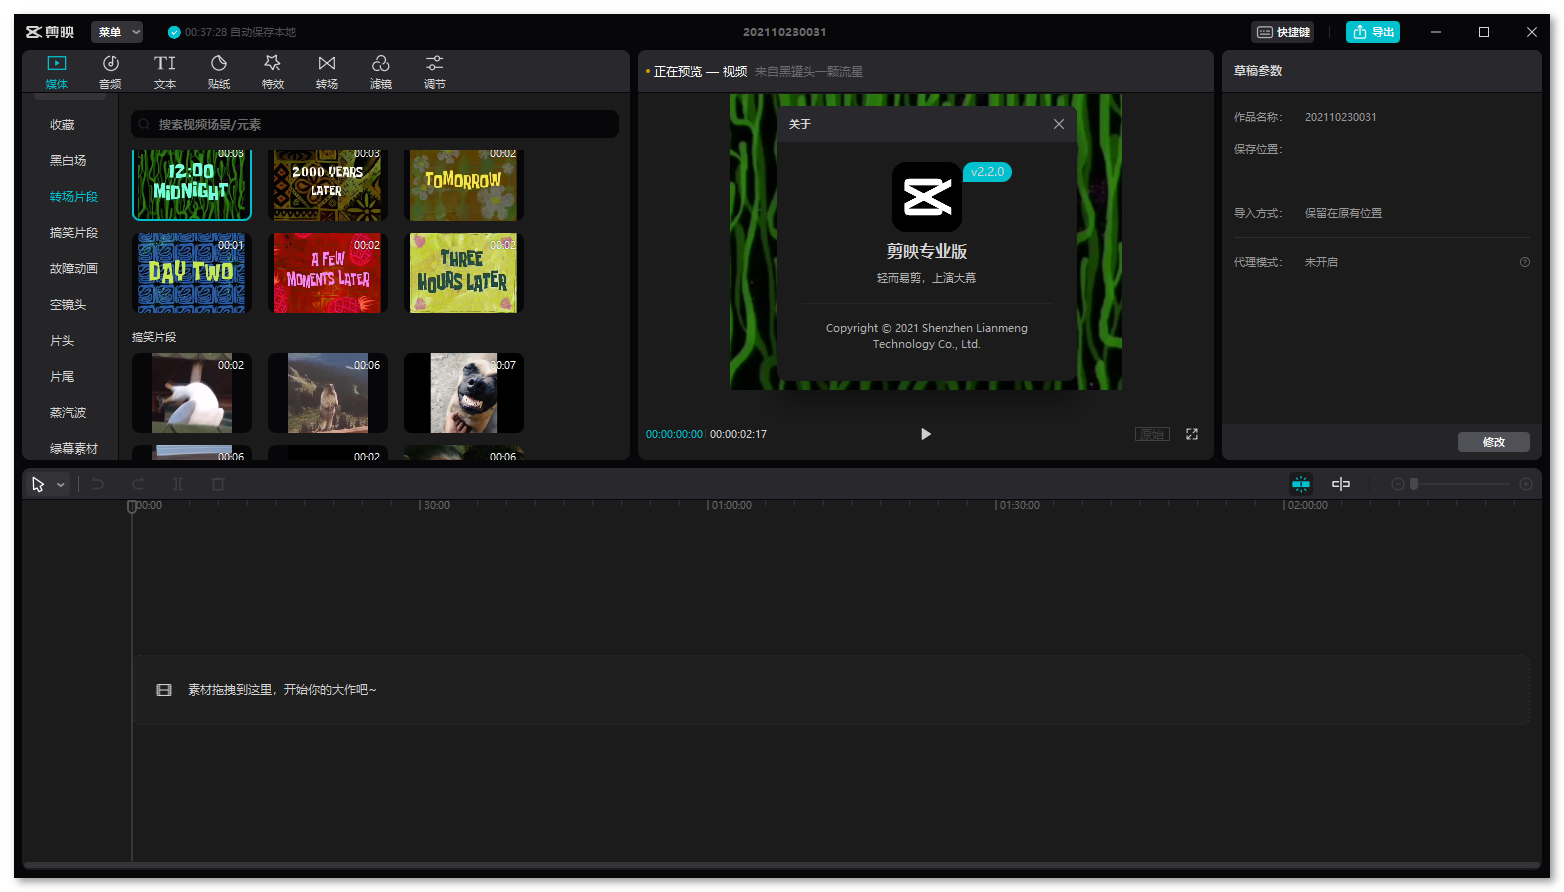 剪映
菜单
00:37:28 自动保存本地
202110230031
快捷键
导出
媒体
音频
文本
贴纸
特效
转场
滤镜
调节
收藏
黑白场
转场片段
搞笑片段
故障动画
空镜头
片头
片尾
蒸汽波
绿幕素材
搜索视频场景/元素
00:03
12:00
MIDNIGHT
00:03
2000 YEARS
LATER
00:02
TOMORROW
00:01
DAY TWO
00:02
A FEW
MOMENTS LATER
00:02
THREE
HOURS LATER
搞笑片段
00:02
00:06
00:07
00:06
00:02
00:06
正在预览 — 视频 来自黑罐头一颗流星
关于
v2.2.0
剪映专业版
轻而易剪，上演大幕
Copyright © 2021 Shenzhen Lianmeng
Technology Co., Ltd.
00:00:00:00 00:00:02:17
原始
草稿参数
作品名称： 202110230031
保存位置：
导入方式： 保留在原有位置
代理模式： 未开启
修改
00:00 30:00 01:00:00 01:30:00 02:00:00
素材拖拽到这里，开始你的大作吧~